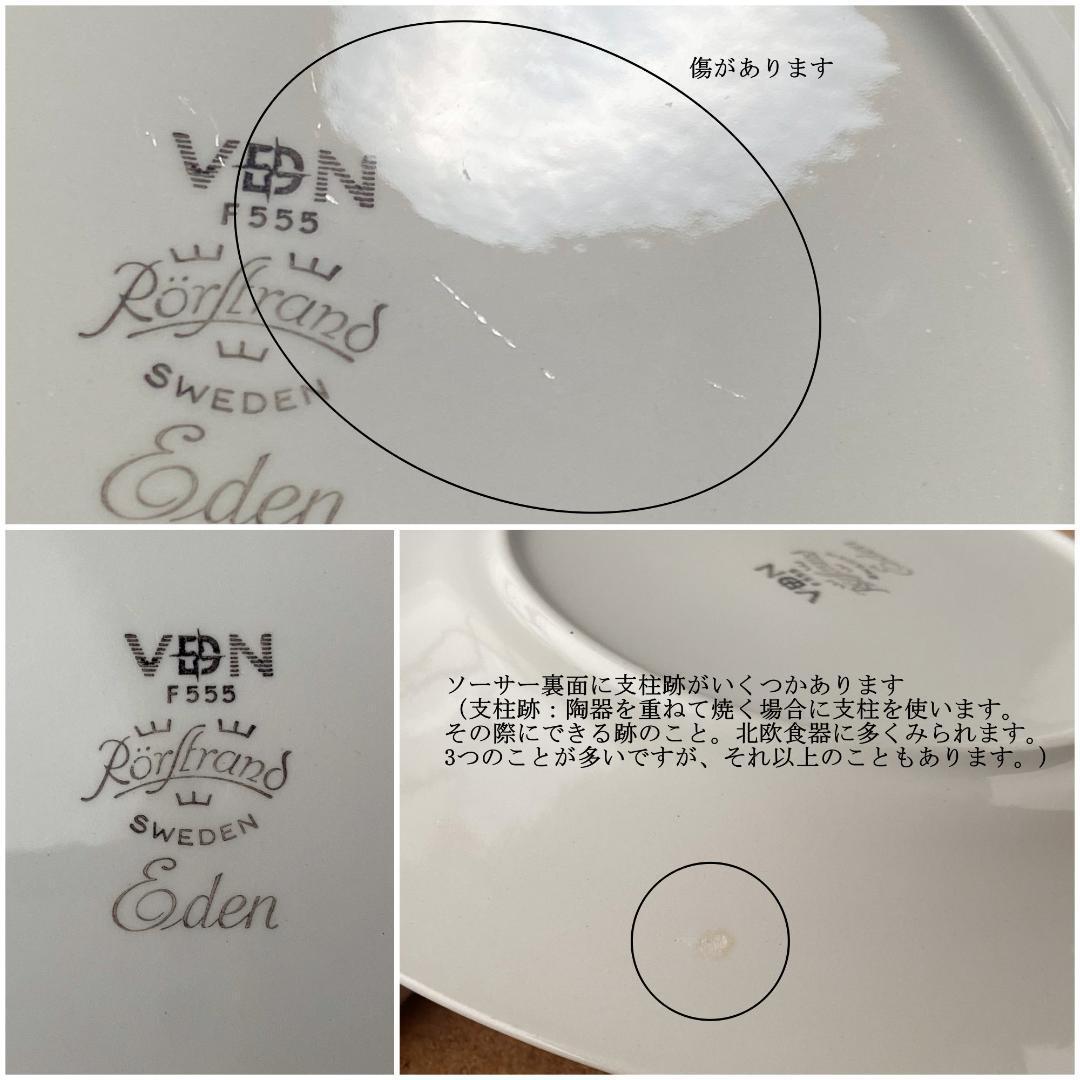 傷があります
VDN
F555
Rörstrand
SWEDEN
Eden
VDN
F555
Rörstrand
SWEDEN
Eden
VDN
F555
Rörstrand
ソーサー裏面に支柱跡がいくつかあります
（支柱跡：陶器を重ねて焼く場合に支柱を使います。
その際にできる跡のこと。北欧食器に多くみられます。
3つのことが多いですが、それ以上のこともあります。）